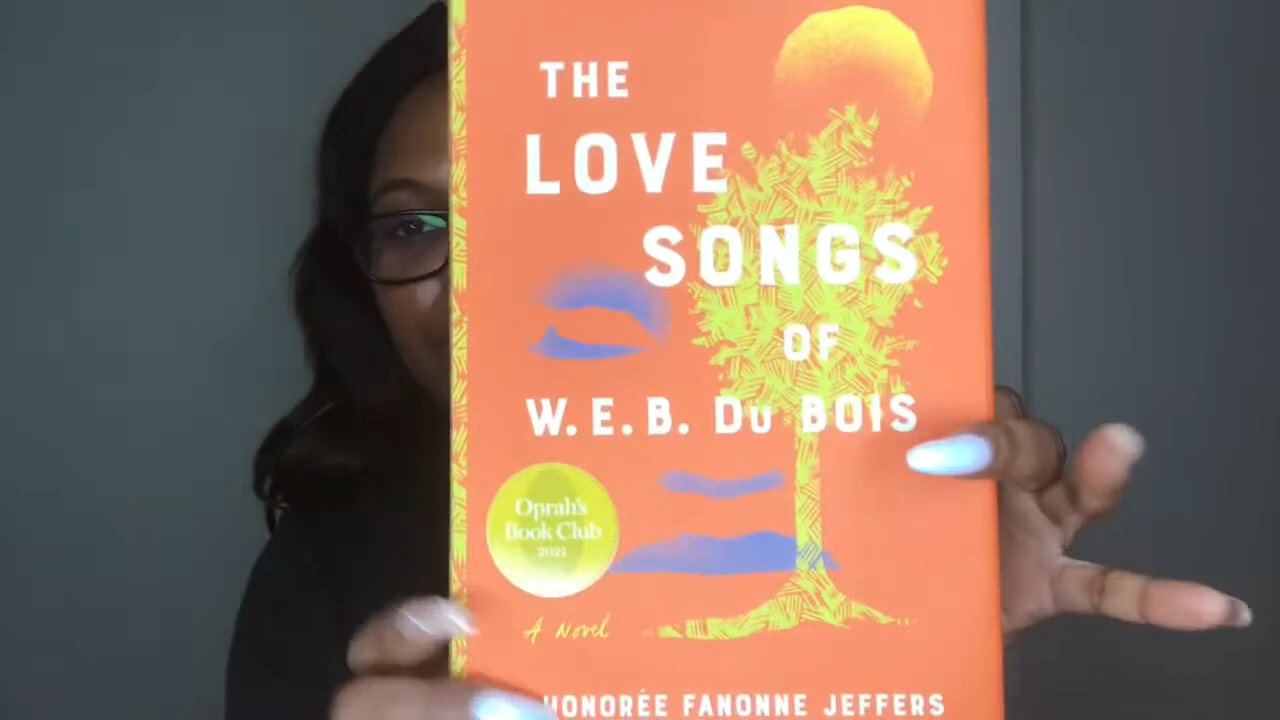 THE
LOVE
SONGS
OF
W.E.B. Du BOIS
Oprah's
Book Club
2021
A Novel
HONORÉE FANONNE JEFFERS